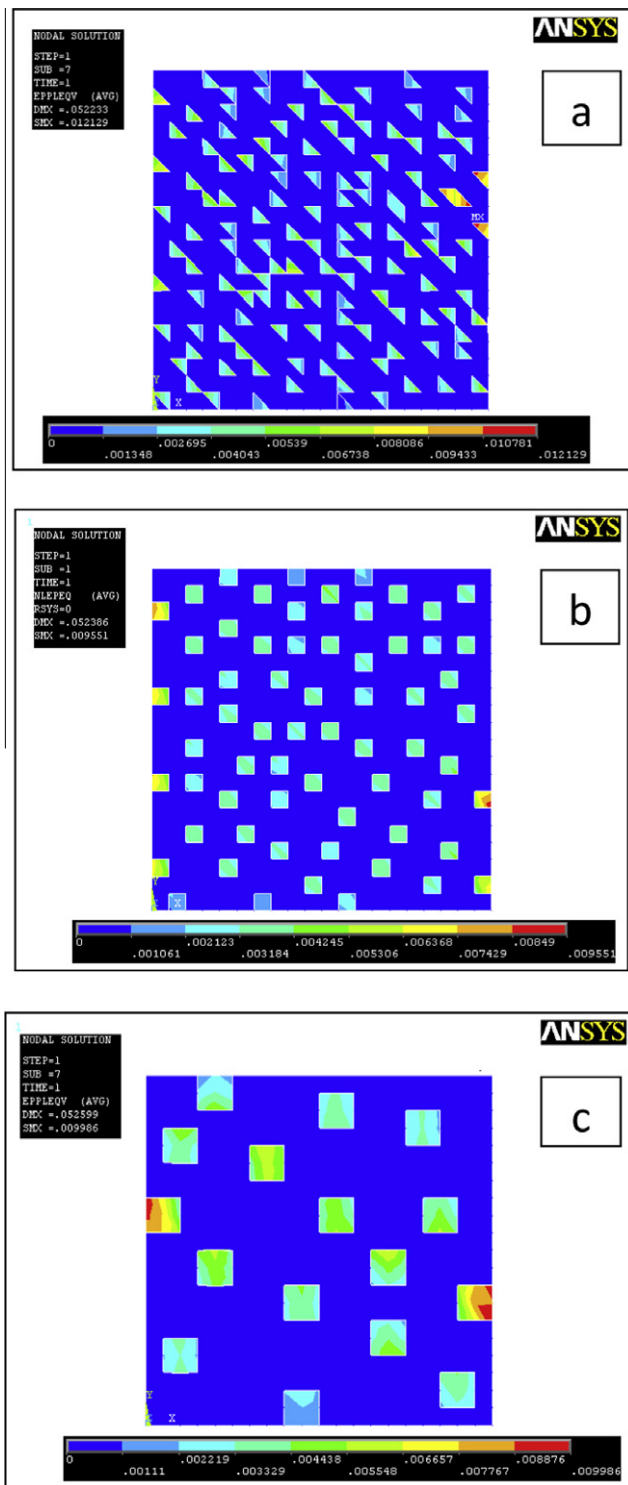 NODAL SOLUTION
STEP=1
SUB =7
TIME=1
EPPLEQV (AVG)
DMX =.052233
SMX =.012129
ANSYS
a
MX
Y
X
0 .002695 .00539 .008086 .010781
.001348 .004043 .006738 .009433 .012129
1
NODAL SOLUTION
STEP=1
SUB =1
TIME=1
NLEPEQ (AVG)
RSYS=0
DMX =.052386
SMX =.009551
ANSYS
b
Y
X
0 .002123 .004245 .006368 .00849
.001061 .003184 .005306 .007429 .009551
1
NODAL SOLUTION
STEP=1
SUB =7
TIME=1
EPPLEQV (AVG)
DMX =.052599
SMX =.009986
ANSYS
c
Y
X
0 .002219 .004438 .006657 .008876
.00111 .003329 .005548 .007767 .009986